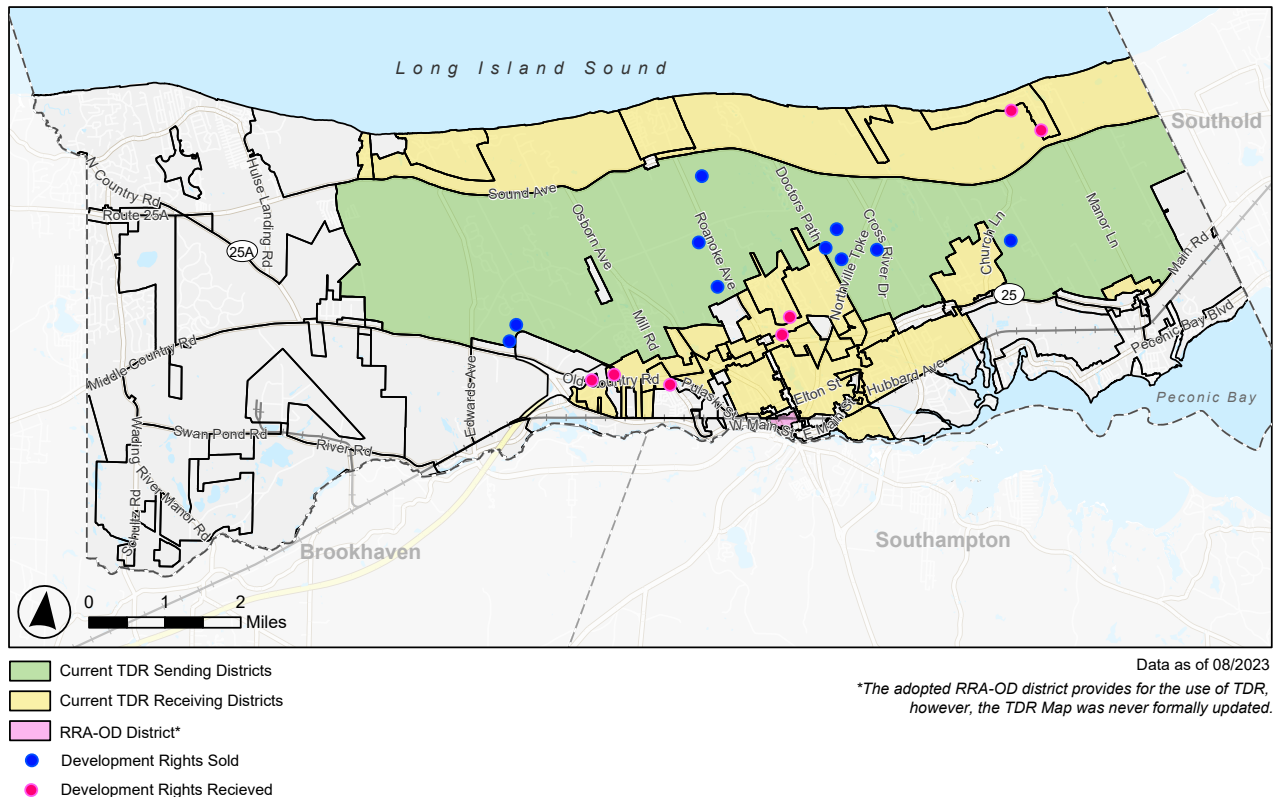 Long Island Sound
Southold
N Country Rd
Route 25A
Hulse Landing Rd
25A
Sound Ave
Osborn Ave
Roanoke Ave
Doctors Path
Northville Tpke
Cross River Dr
Church Ln
Manor Ln
Main Rd
25
Mill Rd
Peconic Bay Blvd
Middle Country Rd
Edwards Ave
Old Country Rd
Pulaski St
Elton St
Hubbard Ave
Peconic Bay
W Main St
E Main St
Wading River Manor Rd
Swan Pond Rd
River Rd
Schultz Rd
Brookhaven
Southampton
0 1 2
Miles
Current TDR Sending Districts
Current TDR Receiving Districts
RRA-OD District*
Development Rights Sold
Development Rights Recieved
Data as of 08/2023
*The adopted RRA-OD district provides for the use of TDR,
however, the TDR Map was never formally updated.